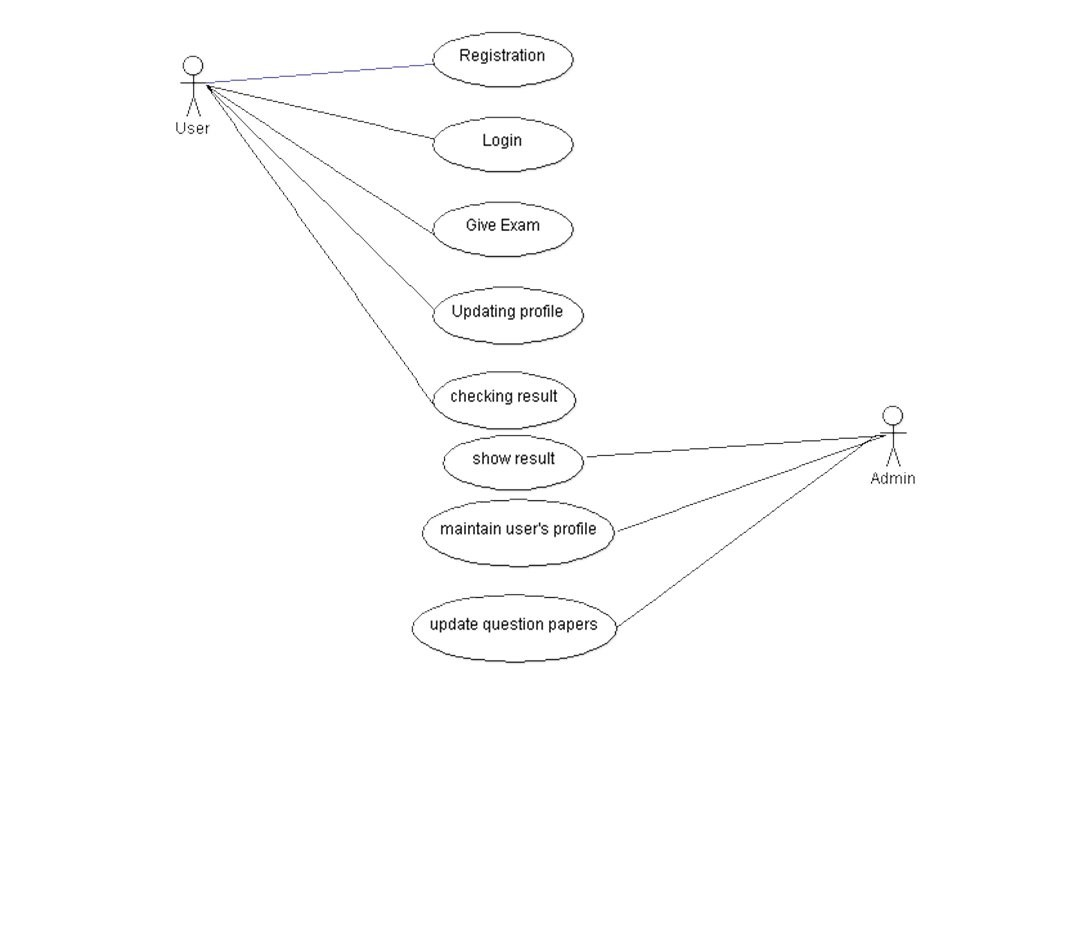 Registration
User
Login
Give Exam
Updating profile
checking result
show result
Admin
maintain user's profile
update question papers